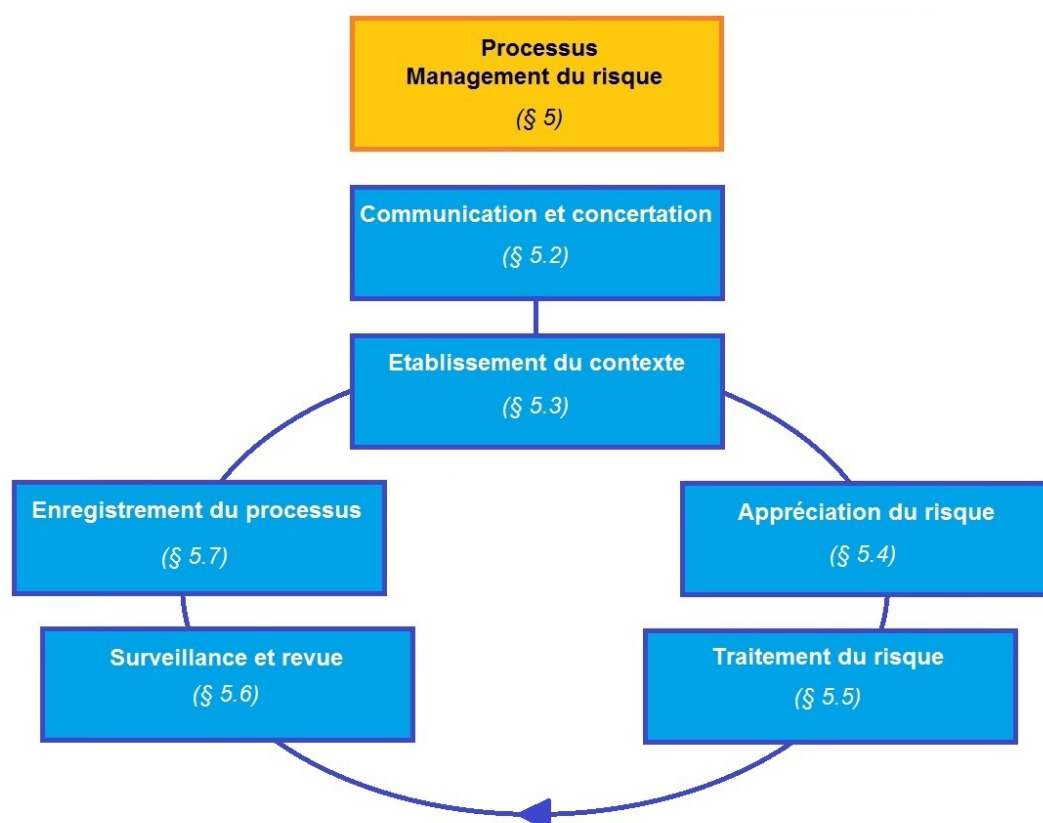 Processus
Management du risque
(§ 5)
Communication et concertation
(§ 5.2)
Etablissement du contexte
(§ 5.3)
Enregistrement du processus
(§ 5.7)
Appréciation du risque
(§ 5.4)
Surveillance et revue
(§ 5.6)
Traitement du risque
(§ 5.5)